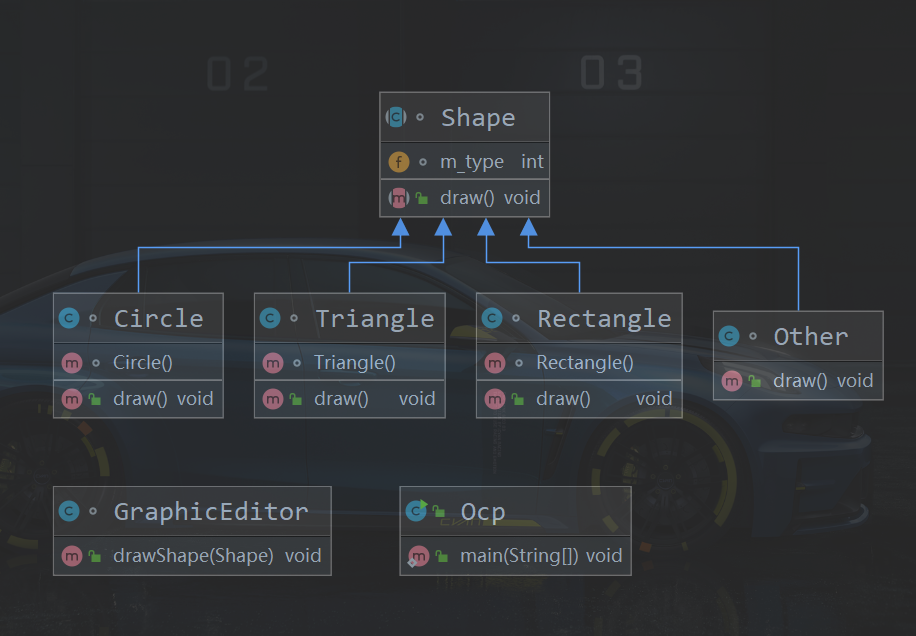 02 03
Shape
m_type int
draw() void
Circle
Circle()
draw() void
Triangle
Triangle()
draw() void
Rectangle
Rectangle()
draw() void
Other
draw() void
GraphicEditor
drawShape(Shape) void
Ocp
main(String[]) void